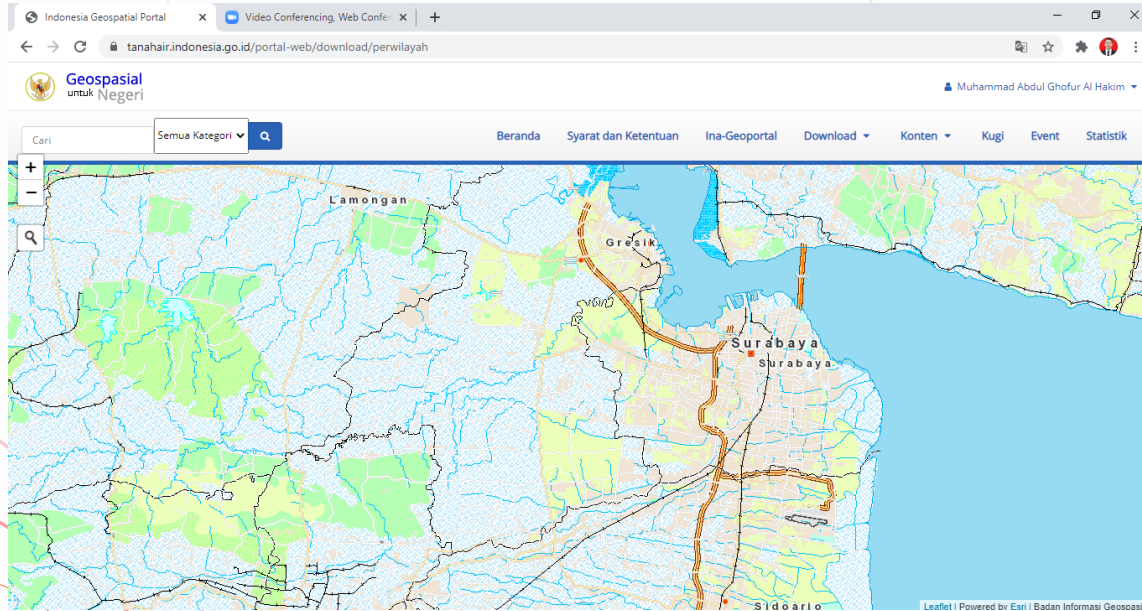 Indonesia Geospatial Portal
Video Conferencing, Web Confe
tanahair.indonesia.go.id/portal-web/download/perwilayah
Geospasial
untuk Negeri
Muhammad Abdul Ghofur Al Hakim
Cari
Semua Kategori
Beranda
Syarat dan Ketentuan
Ina-Geoportal
Download
Konten
Kugi
Event
Statistik
+
−
Lamongan
Gresik
Surabaya
Surabaya
Sidoarjo
Leaflet | Powered by Esri | Badan Informasi Geospasial